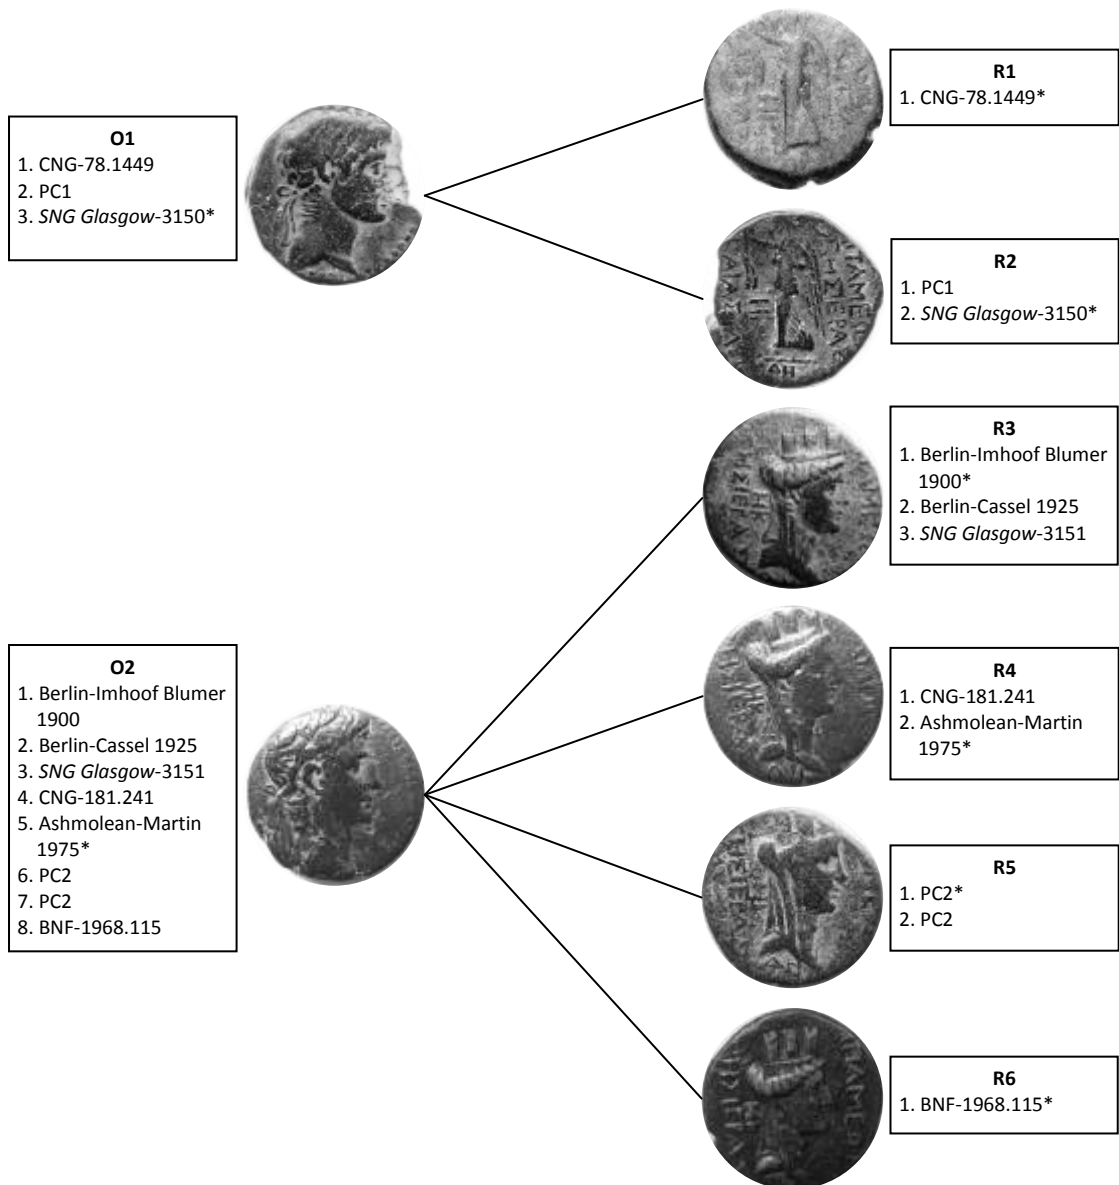 O1
1. CNG-78.1449
2. PC1
3. SNG Glasgow-3150*
R1
1. CNG-78.1449*
R2
1. PC1
2. SNG Glasgow-3150*
R3
1. Berlin-Imhoof Blumer
1900*
2. Berlin-Cassel 1925
3. SNG Glasgow-3151
O2
1. Berlin-Imhoof Blumer
1900
2. Berlin-Cassel 1925
3. SNG Glasgow-3151
4. CNG-181.241
5. Ashmolean-Martin
1975*
6. PC2
7. PC2
8. BNF-1968.115
R4
1. CNG-181.241
2. Ashmolean-Martin
1975*
R5
1. PC2*
2. PC2
R6
1. BNF-1968.115*